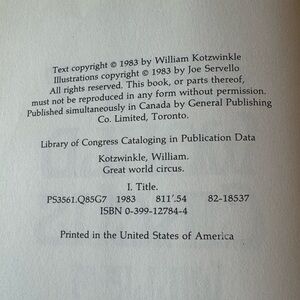 Text copyright © 1983 by William Kotzwinkle
Illustrations copyright © 1983 by Joe Servello
All rights reserved. This book, or parts thereof,
must not be reproduced in any form without permission.
Published simultaneously in Canada by General Publishing
Co. Limited, Toronto.
Library of Congress Cataloging in Publication Data
Kotzwinkle, William.
Great world circus.
I. Title.
PS3561.Q85G7 1983 811'.54 82-18537
ISBN 0-399-12784-4
Printed in the United States of America